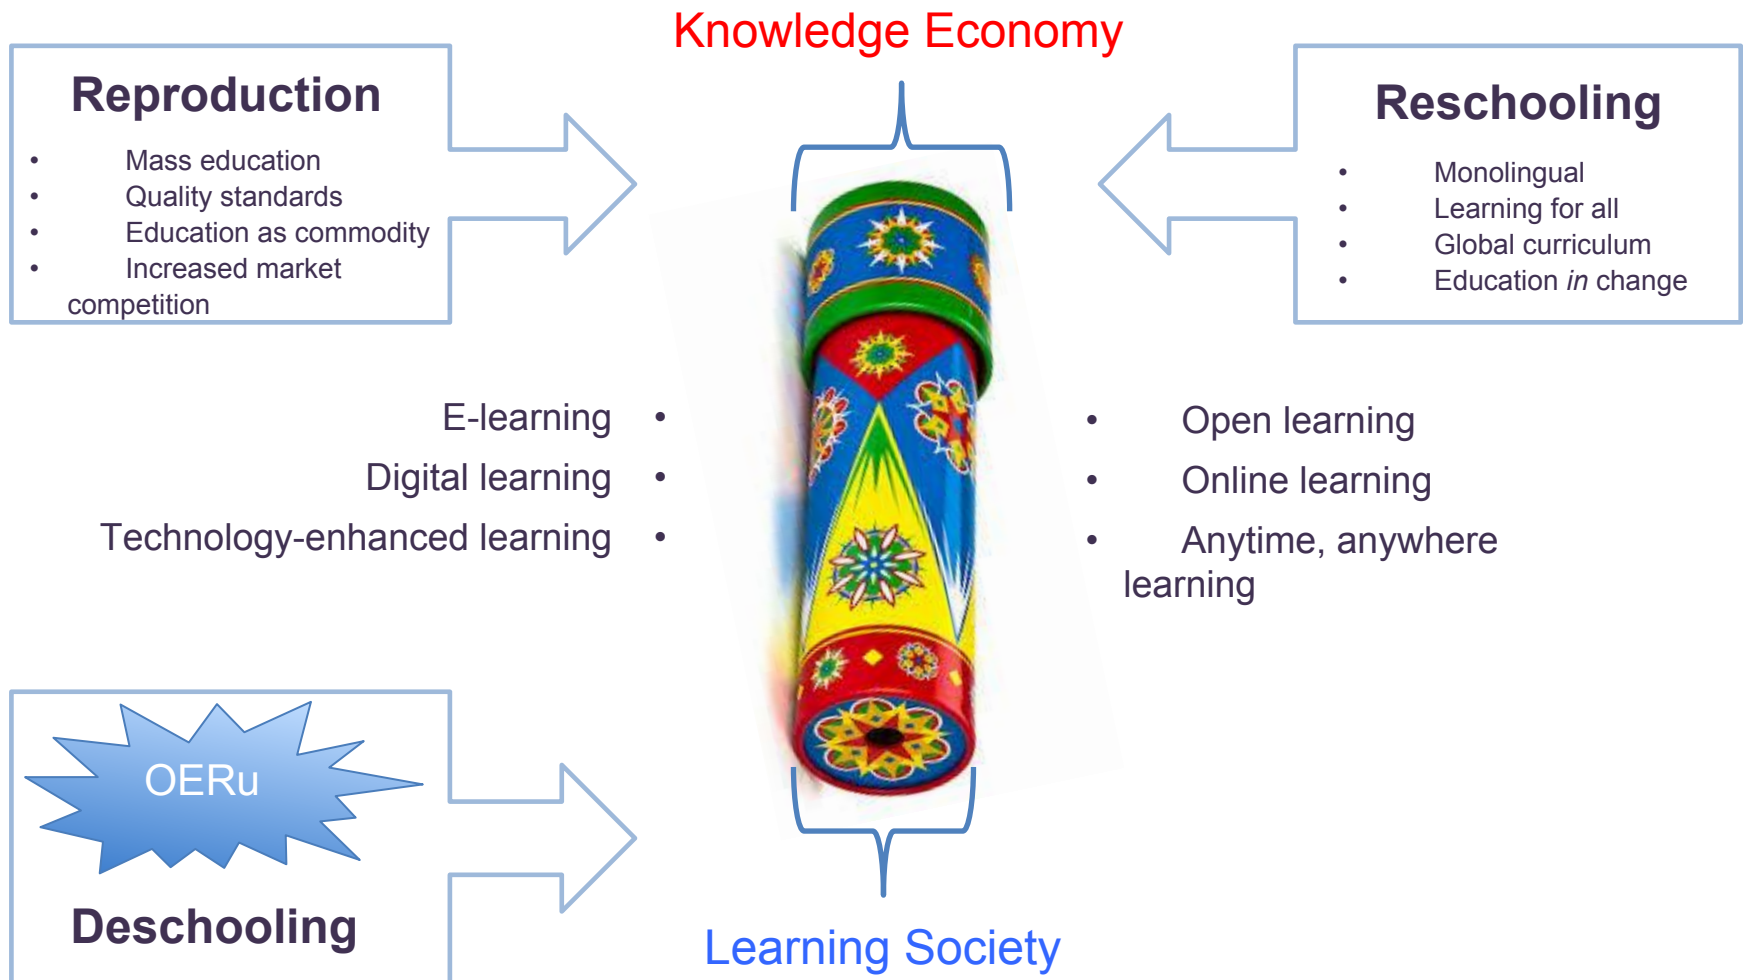 Knowledge Economy
Reproduction
• Mass education
• Quality standards
• Education as commodity
• Increased market
competition
Reschooling
• Monolingual
• Learning for all
• Global curriculum
• Education in change
E-learning •
Digital learning •
Technology-enhanced learning •
• Open learning
• Online learning
• Anytime, anywhere
learning
OERu
Deschooling
Learning Society